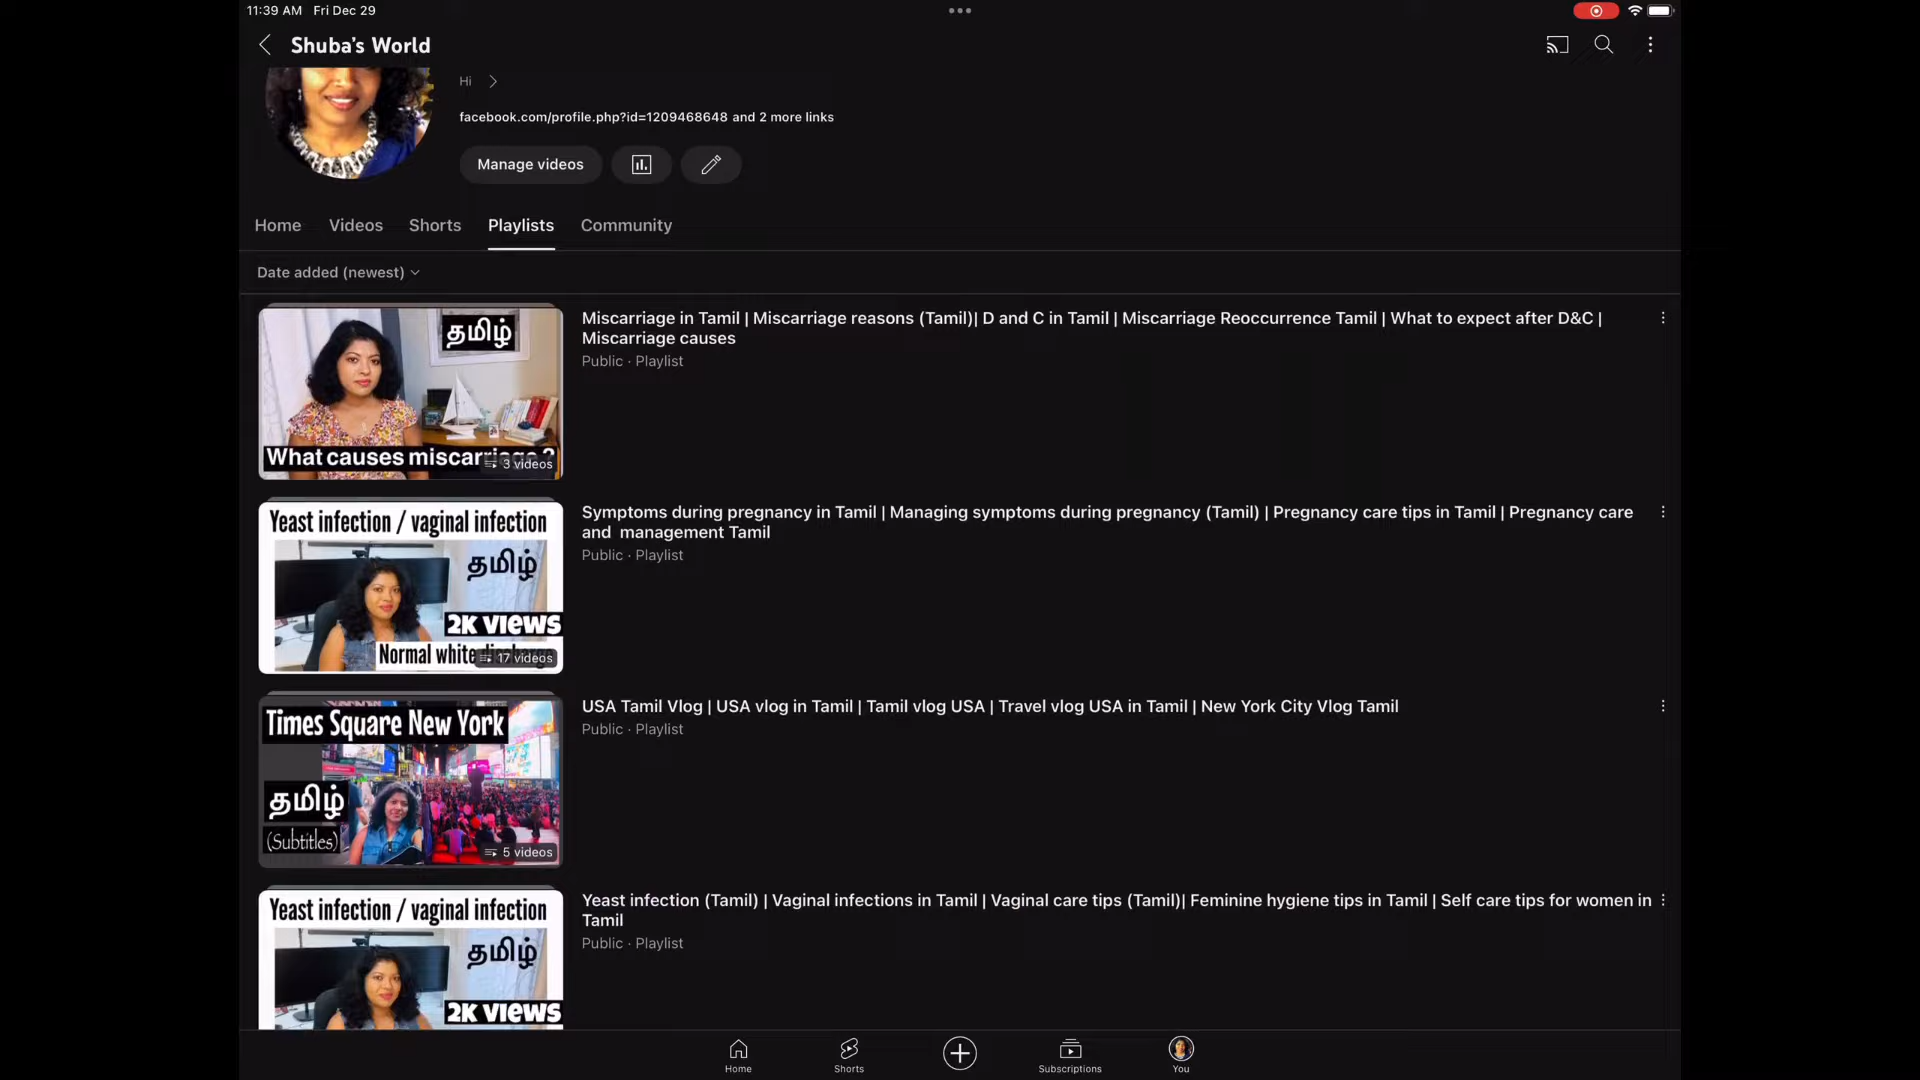 11:39 AM Fri Dec 29
Shuba's World
Hi
facebook.com/profile.php?id=1209468648 and 2 more links
Manage videos
Home Videos Shorts Playlists Community
Date added (newest)
தமிழ்
What causes miscarriage ?
3 videos
Miscarriage in Tamil | Miscarriage reasons (Tamil)| D and C in Tamil | Miscarriage Reoccurrence Tamil | What to expect after D&C |
Miscarriage causes
Public · Playlist
Yeast infection / vaginal infection
தமிழ்
2K views
Normal white
17 videos
Symptoms during pregnancy in Tamil | Managing symptoms during pregnancy (Tamil) | Pregnancy care tips in Tamil | Pregnancy care
and management Tamil
Public · Playlist
Times Square New York
தமிழ்
(Subtitles)
5 videos
USA Tamil Vlog | USA vlog in Tamil | Tamil vlog USA | Travel vlog USA in Tamil | New York City Vlog Tamil
Public · Playlist
Yeast infection / vaginal infection
தமிழ்
2K views
Yeast infection (Tamil) | Vaginal infections in Tamil | Vaginal care tips (Tamil)| Feminine hygiene tips in Tamil | Self care tips for women in
Tamil
Public · Playlist
Home Shorts Subscriptions You